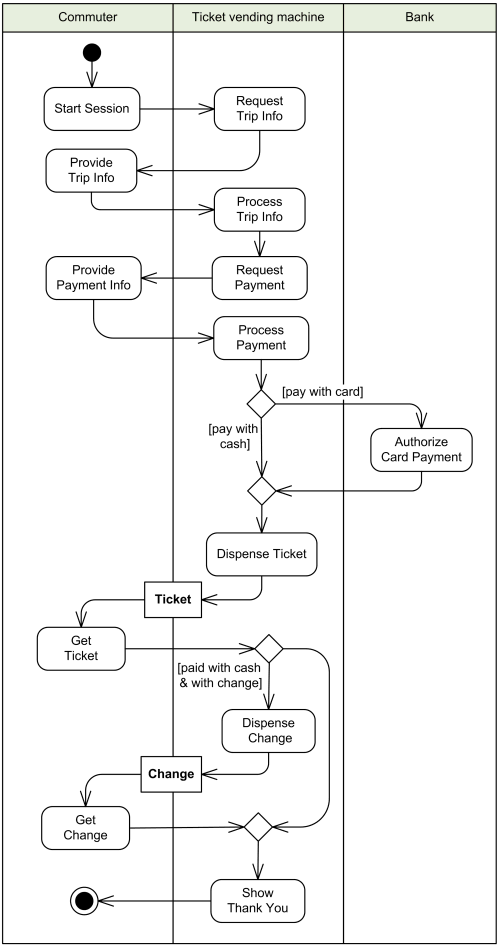 Commuter
Ticket vending machine
Bank
Start Session
Request
Trip Info
Provide
Trip Info
Process
Trip Info
Provide
Payment Info
Request
Payment
Process
Payment
[pay with card]
[pay with
cash]
Authorize
Card Payment
Dispense Ticket
Ticket
Get
Ticket
[paid with cash
& with change]
Dispense
Change
Change
Get
Change
Show
Thank You